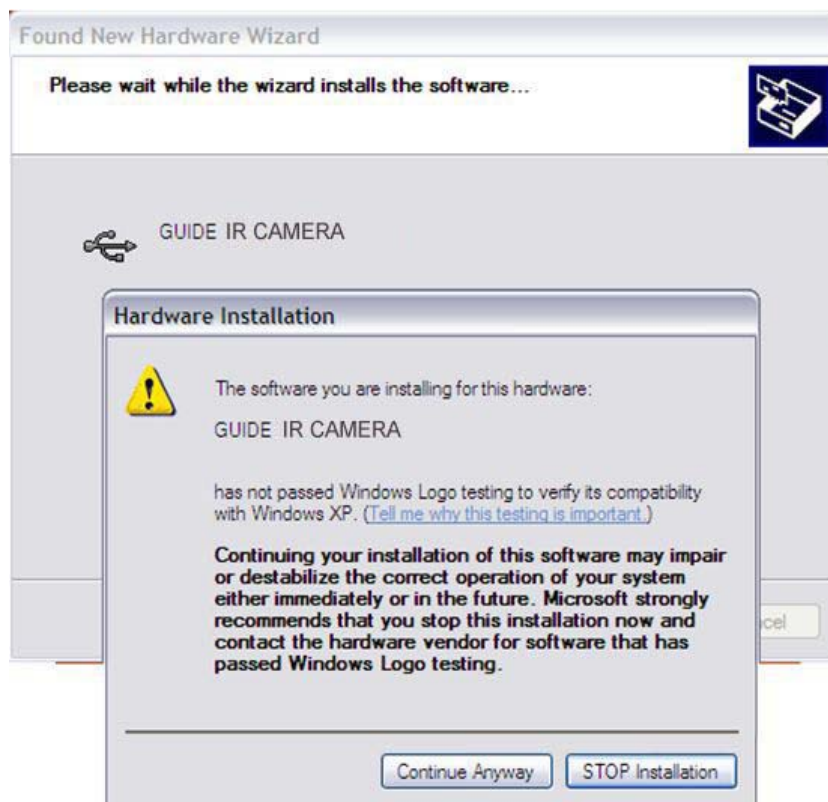 Found New Hardware Wizard
Please wait while the wizard installs the software...
GUIDE IR CAMERA
Hardware Installation
The software you are installing for this hardware:
GUIDE IR CAMERA
has not passed Windows Logo testing to verify its compatibility
with Windows XP. (Tell me why this testing is important.)
Continuing your installation of this software may impair
or destabilize the correct operation of your system
either immediately or in the future. Microsoft strongly
recommends that you stop this installation now and
contact the hardware vendor for software that has
passed Windows Logo testing.
Continue Anyway
STOP Installation